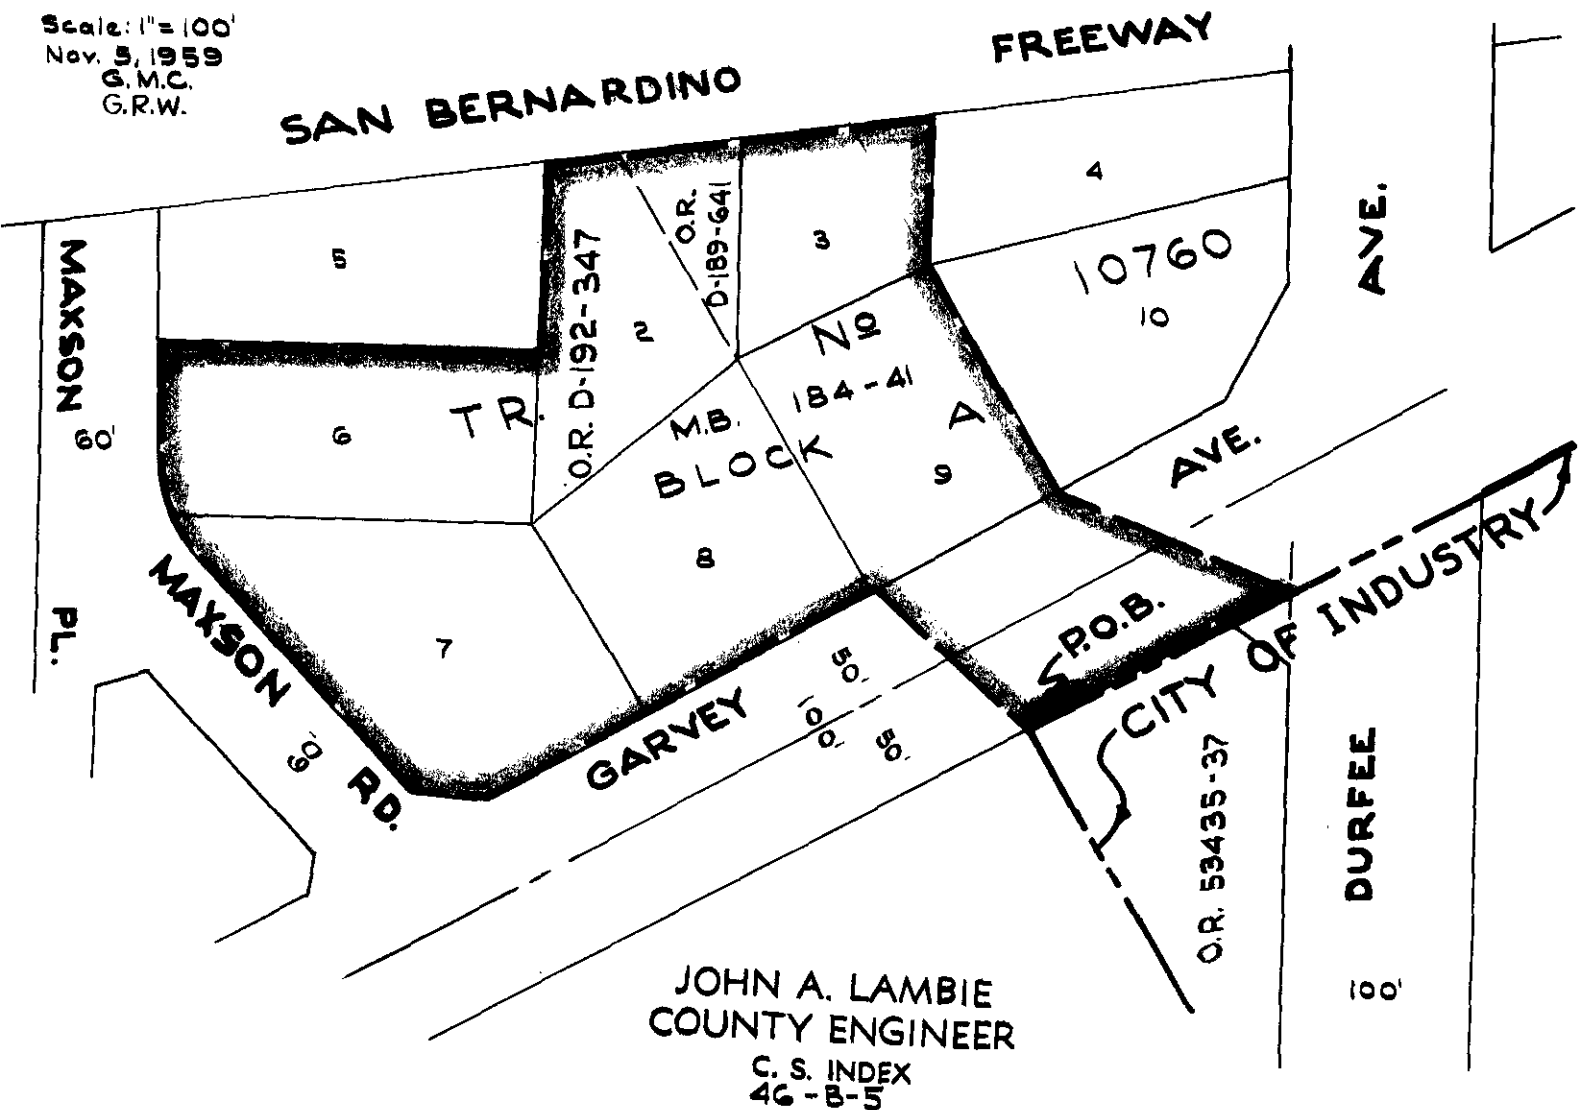 Scale: 1"= 100'
Nov. 5, 1959
G.M.C.
G.R.W.
SAN BERNARDINO FREEWAY
MAXSON 60' PL.
5
O.R. D-192-347
2
O.R.
D-189-641
3
4
10760
10
AVE.
6
TR.
No
184-41
M.B.
BLOCK A
9
8
7
AVE.
MAXSON 60' RD.
GARVEY
50'
100'
50'
P.O.B.
CITY OF INDUSTRY
O.R. 53435-37
DURFEE
100'
JOHN A. LAMBIE
COUNTY ENGINEER
C. S. INDEX
46-B-5